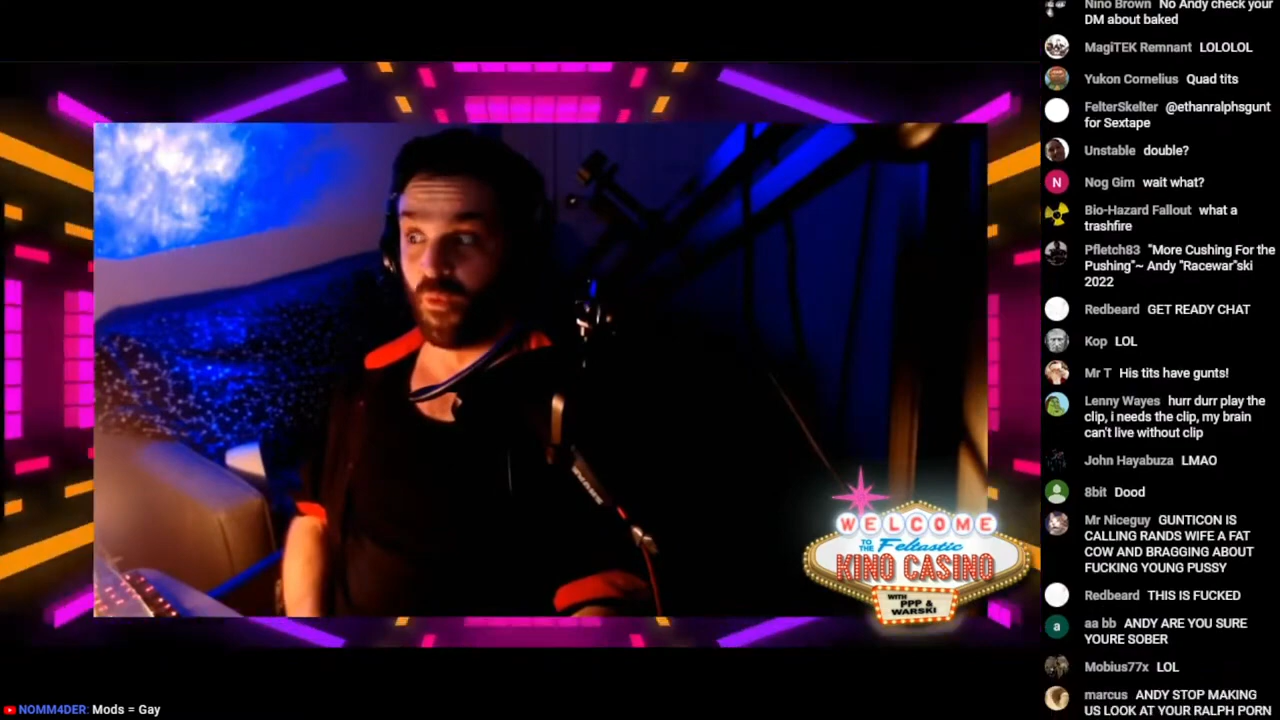 Nino Brown No Andy check your
DM about baked
MagiTEK Remnant LOLOLOL
Yukon Cornelius Quad tits
FelterSkelter @ethanralphsgunt
for Sextape
Unstable double?
N
Nog Gim wait what?
Bio-Hazard Fallout what a
trashfire
Pfletch83 "More Cushing For the
Pushing"~ Andy "Racewar"ski
2022
Redbeard GET READY CHAT
Kop LOL
Mr T His tits have gunts!
Lenny Wayes hurr durr play the
clip, i needs the clip, my brain
can't live without clip
John Hayabuza LMAO
8bit Dood
Mr Niceguy GUNTICON IS
CALLING RANDS WIFE A FAT
COW AND BRAGGING ABOUT
FUCKING YOUNG PUSSY
Redbeard THIS IS FUCKED
a
aa bb ANDY ARE YOU SURE
YOURE SOBER
Mobius77x LOL
marcus ANDY STOP MAKING
US LOOK AT YOUR RALPH PORN
WELCOME
TO THE Feltastic
KINO CASINO
WITH
PPP &
WARSKI
NOMM4DER: Mods = Gay